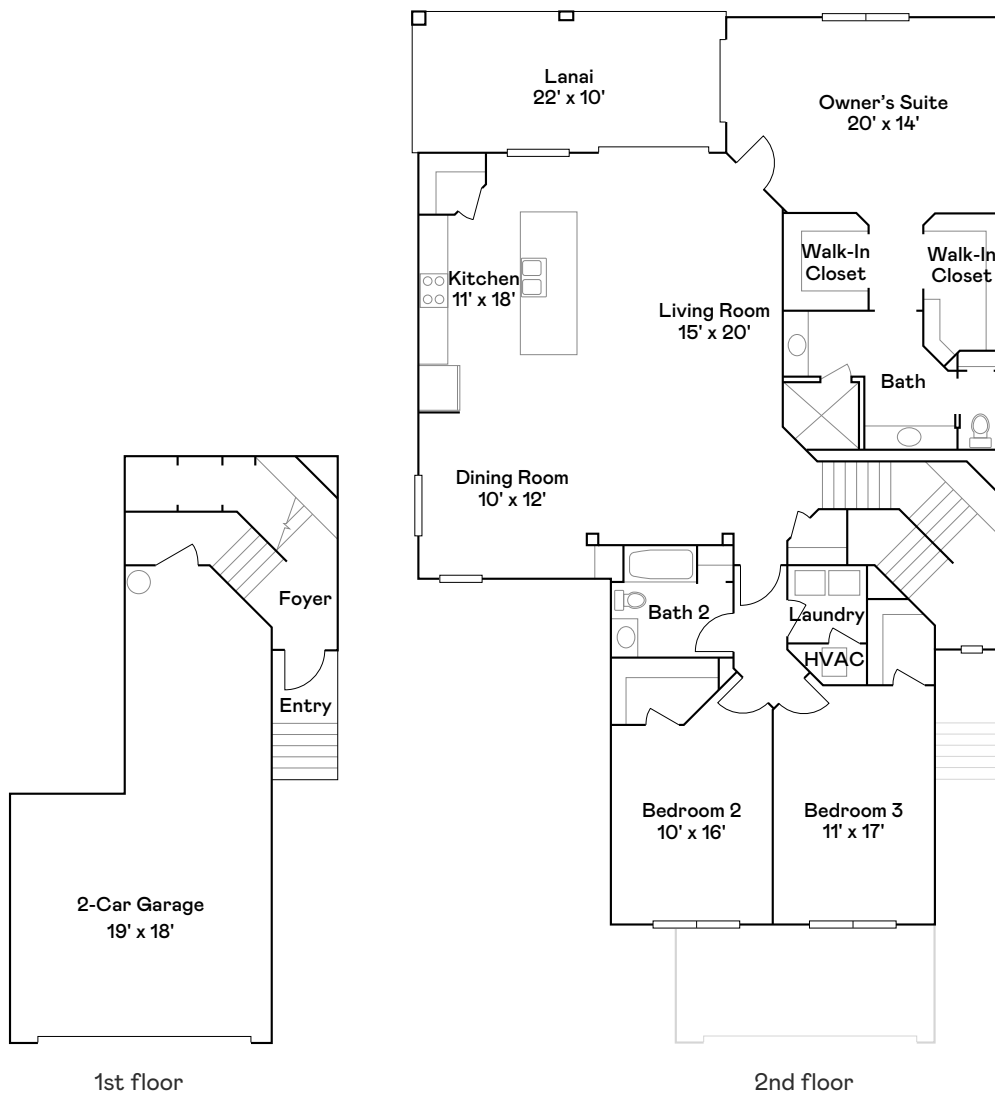 Lanai
22' x 10'
Owner's Suite
20' x 14'
Walk-In
Closet
Walk-In
Closet
Kitchen
11' x 18'
Living Room
15' x 20'
Bath
Dining Room
10' x 12'
Foyer
Bath 2
Laundry
HVAC
Entry
Bedroom 2
10' x 16'
Bedroom 3
11' x 17'
2-Car Garage
19' x 18'
1st floor
2nd floor